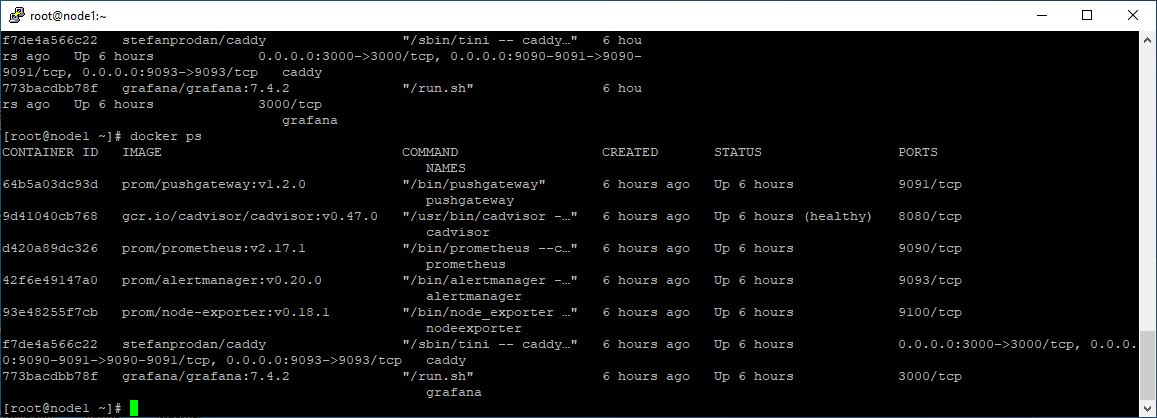 root@node1:~
f7de4a566c22   stefanprodan/caddy                 "/sbin/tini -- caddy…"   6 hou
rs ago   Up 6 hours             0.0.0.0:3000->3000/tcp, 0.0.0.0:9090-9091->9090-
9091/tcp, 0.0.0.0:9093->9093/tcp   caddy
773bacdbb78f   grafana/grafana:7.4.2              "/run.sh"                6 hou
rs ago   Up 6 hours             3000/tcp
                                   grafana
[root@node1 ~]# docker ps
CONTAINER ID   IMAGE                              COMMAND                  CREATED       STATUS                 PORTS
                                                     NAMES
64b5a03dc93d   prom/pushgateway:v1.2.0            "/bin/pushgateway"       6 hours ago   Up 6 hours             9091/tcp
                                                     pushgateway
9d41040cb768   gcr.io/cadvisor/cadvisor:v0.47.0   "/usr/bin/cadvisor -…"   6 hours ago   Up 6 hours (healthy)   8080/tcp
                                                     cadvisor
d420a89dc326   prom/prometheus:v2.17.1            "/bin/prometheus --c…"   6 hours ago   Up 6 hours             9090/tcp
                                                     prometheus
42f6e49147a0   prom/alertmanager:v0.20.0          "/bin/alertmanager -…"   6 hours ago   Up 6 hours             9093/tcp
                                                     alertmanager
93e48255f7cb   prom/node-exporter:v0.18.1         "/bin/node_exporter …"   6 hours ago   Up 6 hours             9100/tcp
                                                     nodeexporter
f7de4a566c22   stefanprodan/caddy                 "/sbin/tini -- caddy…"   6 hours ago   Up 6 hours             0.0.0.0:3000->3000/tcp, 0.0.0.
0:9090-9091->9090-9091/tcp, 0.0.0.0:9093->9093/tcp   caddy
773bacdbb78f   grafana/grafana:7.4.2              "/run.sh"                6 hours ago   Up 6 hours             3000/tcp
                                                     grafana
[root@node1 ~]#